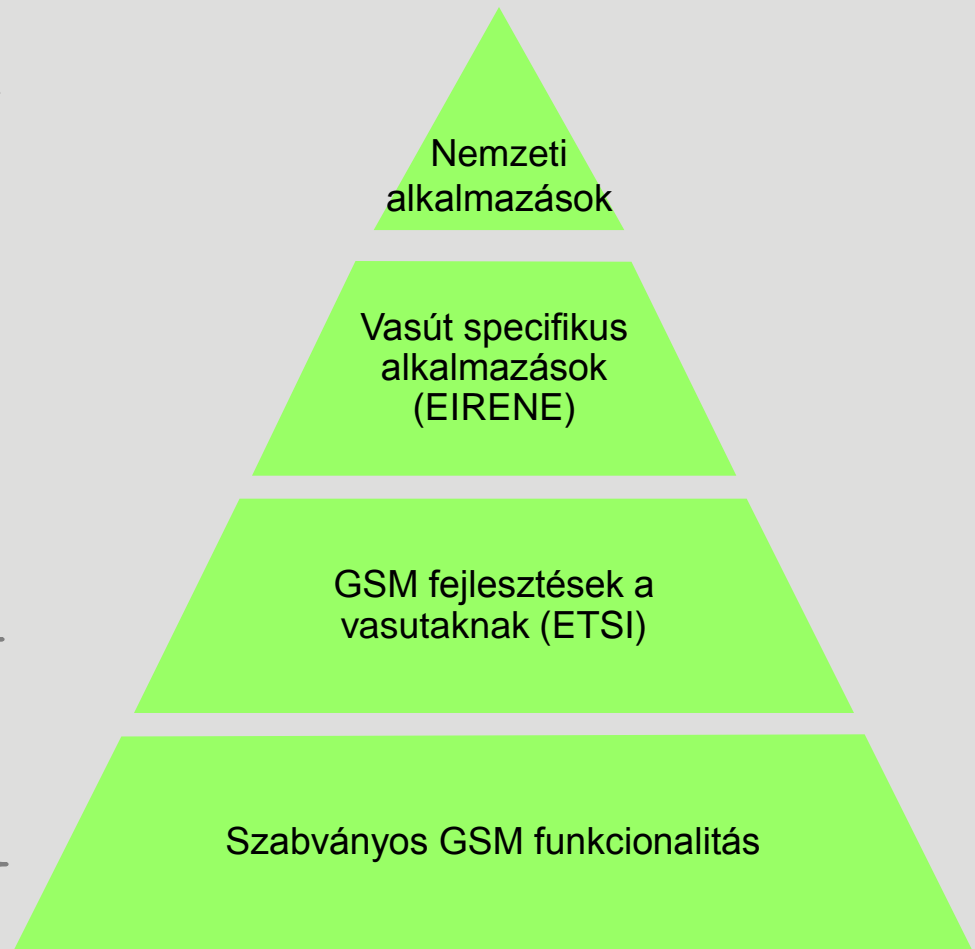 Nemzeti
alkalmazások
Vasút specifikus
alkalmazások
(EIRENE)
GSM fejlesztések a
vasutaknak (ETSI)
Szabványos GSM funkcionalitás